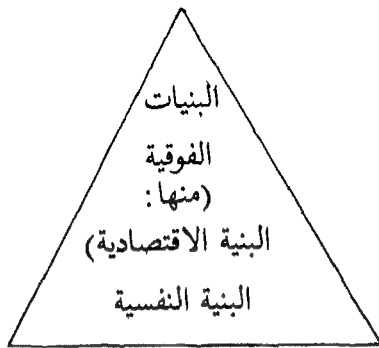 البنيات
الفوقية
(منها:
البنية الاقتصادية)
البنية النفسية